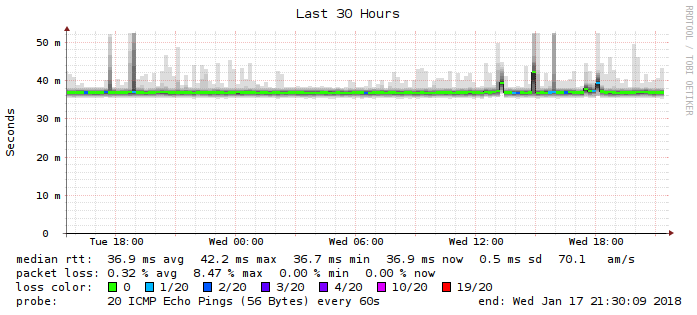 Last 30 Hours
RRDTOOL / TOBI OETIKER
Seconds
50 m
40 m
30 m
20 m
10 m
0
Tue 18:00 Wed 00:00 Wed 06:00 Wed 12:00 Wed 18:00
median rtt: 36.9 ms avg 42.2 ms max 36.7 ms min 36.9 ms now 0.5 ms sd 70.1 am/s
packet loss: 0.32 % avg 8.47 % max 0.00 % min 0.00 % now
loss color: 0 1/20 2/20 3/20 4/20 10/20 19/20
probe: 20 ICMP Echo Pings (56 Bytes) every 60s end: Wed Jan 17 21:30:09 2018